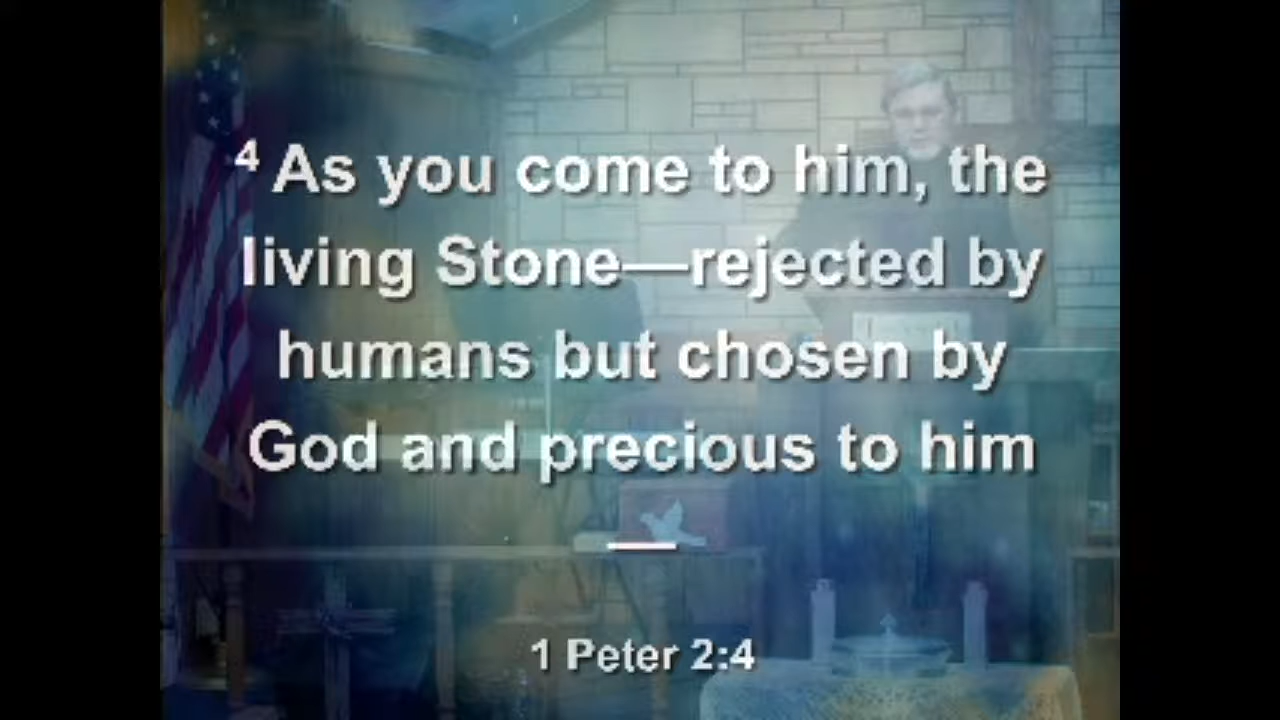 4 As you come to him, the
living Stone—rejected by
humans but chosen by
God and precious to him
—
1 Peter 2:4